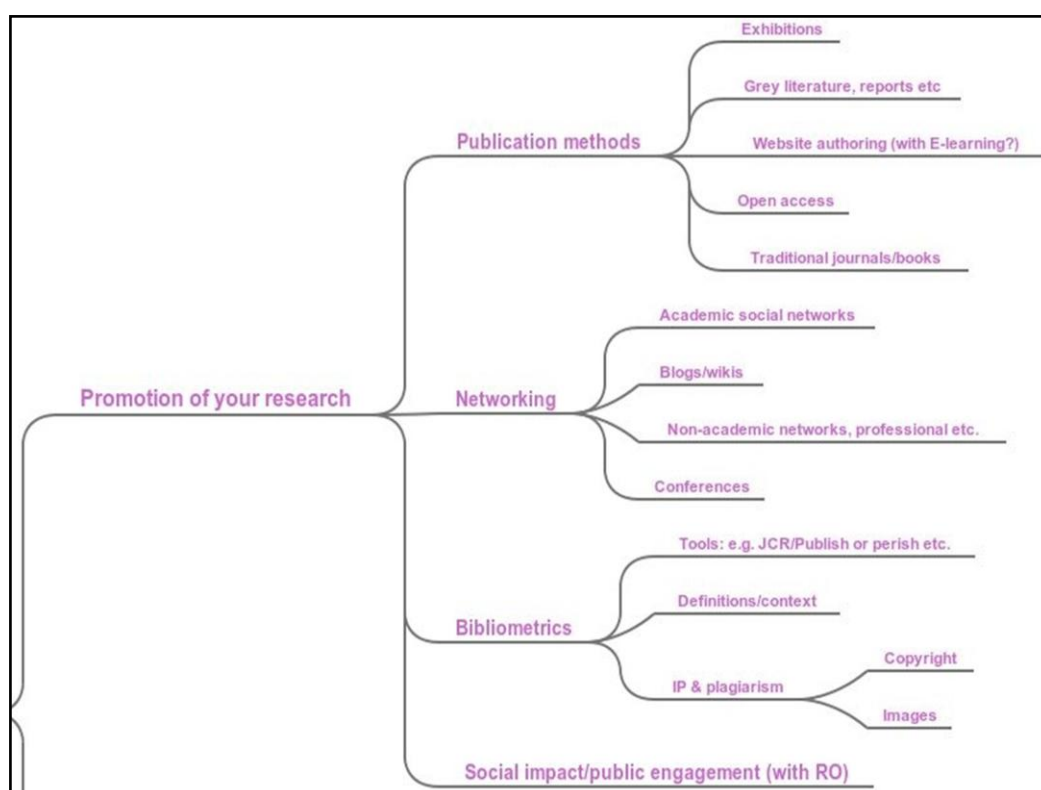 Exhibitions
Grey literature, reports etc
Publication methods
Website authoring (with E-learning?)
Open access
Traditional journals/books
Academic social networks
Blogs/wikis
Promotion of your research
Networking
Non-academic networks, professional etc.
Conferences
Tools: e.g. JCR/Publish or perish etc.
Definitions/context
Bibliometrics
Copyright
IP & plagiarism
Images
Social impact/public engagement (with RO)